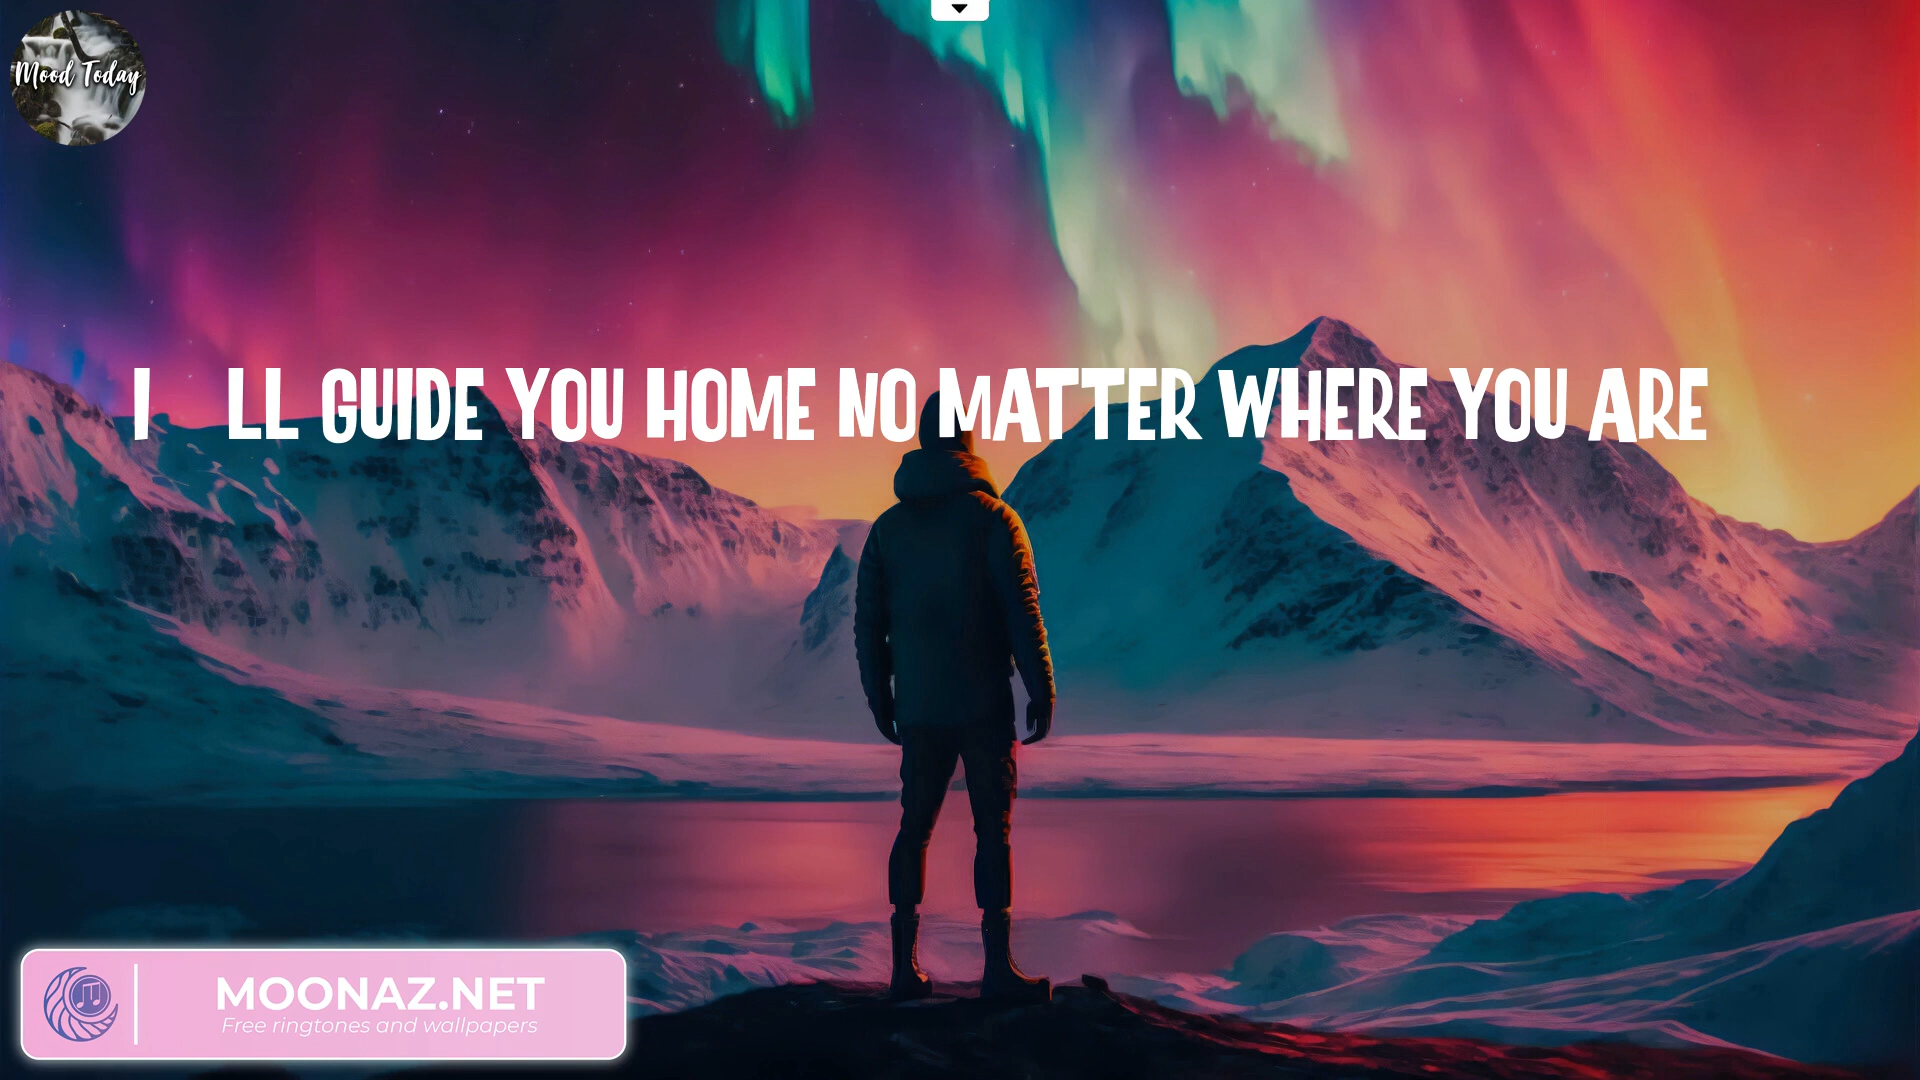 Mood Today
I LL GUIDE YOU HOME NO MATTER WHERE YOU ARE
MOONAZ.NET
Free ringtones and wallpapers